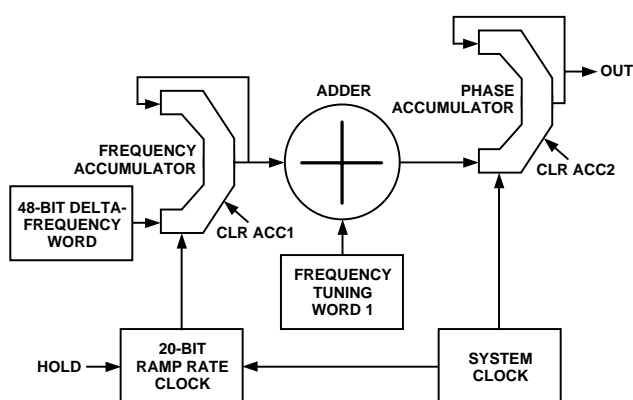 ADDER
PHASE
ACCUMULATOR
OUT
FREQUENCY
ACCUMULATOR
CLR ACC2
48-BIT DELTA-
FREQUENCY
WORD
CLR ACC1
FREQUENCY
TUNING
WORD 1
HOLD
20-BIT
RAMP RATE
CLOCK
SYSTEM
CLOCK